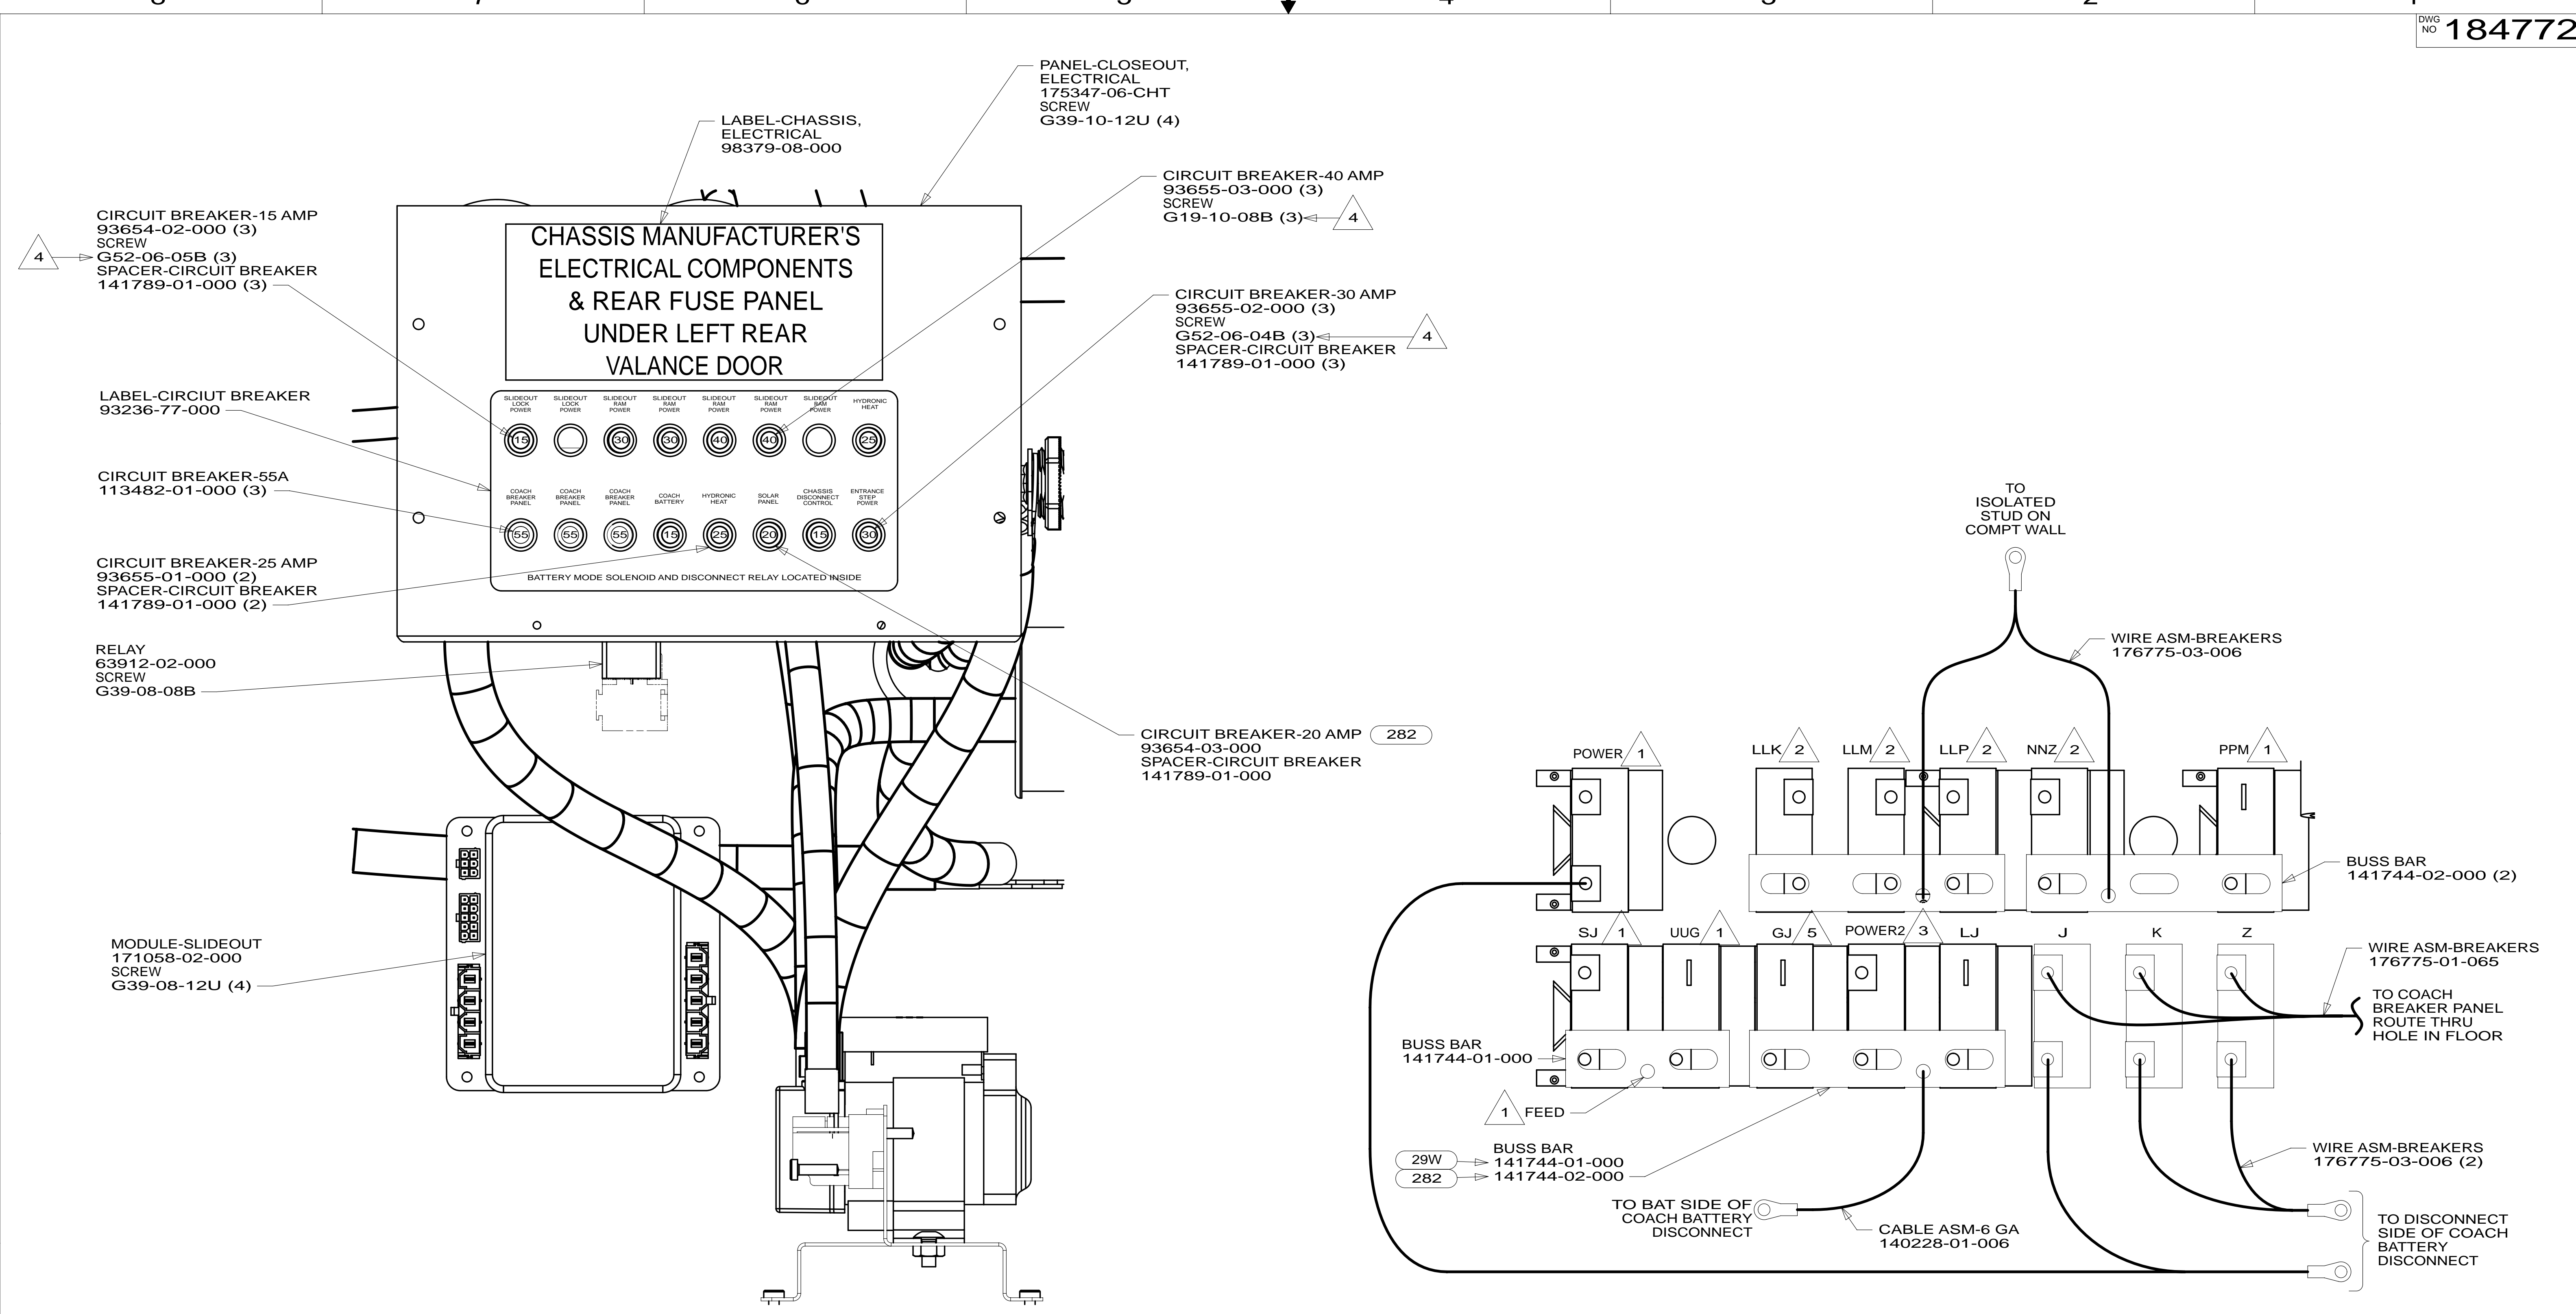 DWG
NO 184772
PANEL-CLOSEOUT,
ELECTRICAL
175347-06-CHT
SCREW
G39-10-12U (4)
LABEL-CHASSIS,
ELECTRICAL
98379-08-000
CIRCUIT BREAKER-40 AMP
93655-03-000 (3)
SCREW
G19-10-08B (3)
4
CIRCUIT BREAKER-15 AMP
93654-02-000 (3)
SCREW
4
G52-06-05B (3)
SPACER-CIRCUIT BREAKER
141789-01-000 (3)
CHASSIS MANUFACTURER'S
ELECTRICAL COMPONENTS
& REAR FUSE PANEL
UNDER LEFT REAR
VALANCE DOOR
CIRCUIT BREAKER-30 AMP
93655-02-000 (3)
SCREW
G52-06-04B (3)
4
SPACER-CIRCUIT BREAKER
141789-01-000 (3)
LABEL-CIRCIUT BREAKER
93236-77-000
SLIDEOUT
LOCK
POWER
SLIDEOUT
LOCK
POWER
SLIDEOUT
RAM
POWER
SLIDEOUT
RAM
POWER
SLIDEOUT
RAM
POWER
SLIDEOUT
RAM
POWER
SLIDEOUT
RAM
POWER
HYDRONIC
HEAT
15
30
30
40
40
25
CIRCUIT BREAKER-55A
113482-01-000 (3)
COACH
BREAKER
PANEL
COACH
BREAKER
PANEL
COACH
BREAKER
PANEL
COACH
BATTERY
HYDRONIC
HEAT
SOLAR
PANEL
CHASSIS
DISCONNECT
CONTROL
ENTRANCE
STEP
POWER
55
55
55
15
25
20
15
30
BATTERY MODE SOLENOID AND DISCONNECT RELAY LOCATED INSIDE
CIRCUIT BREAKER-25 AMP
93655-01-000 (2)
SPACER-CIRCUIT BREAKER
141789-01-000 (2)
RELAY
63912-02-000
SCREW
G39-08-08B
CIRCUIT BREAKER-20 AMP
282
93654-03-000
SPACER-CIRCUIT BREAKER
141789-01-000
MODULE-SLIDEOUT
171058-02-000
SCREW
G39-08-12U (4)
TO
ISOLATED
STUD ON
COMPT WALL
WIRE ASM-BREAKERS
176775-03-006
POWER
1
LLK
2
LLM
2
LLP
2
NNZ
2
PPM
1
BUSS BAR
141744-02-000 (2)
SJ
1
UUG
1
GJ
5
POWER2
3
LJ
J
K
Z
WIRE ASM-BREAKERS
176775-01-065
TO COACH
BREAKER PANEL
ROUTE THRU
HOLE IN FLOOR
BUSS BAR
141744-01-000
1
FEED
BUSS BAR
29W
141744-01-000
282
141744-02-000
WIRE ASM-BREAKERS
176775-03-006 (2)
TO BAT SIDE OF
COACH BATTERY
DISCONNECT
CABLE ASM-6 GA
140228-01-006
TO DISCONNECT
SIDE OF COACH
BATTERY
DISCONNECT